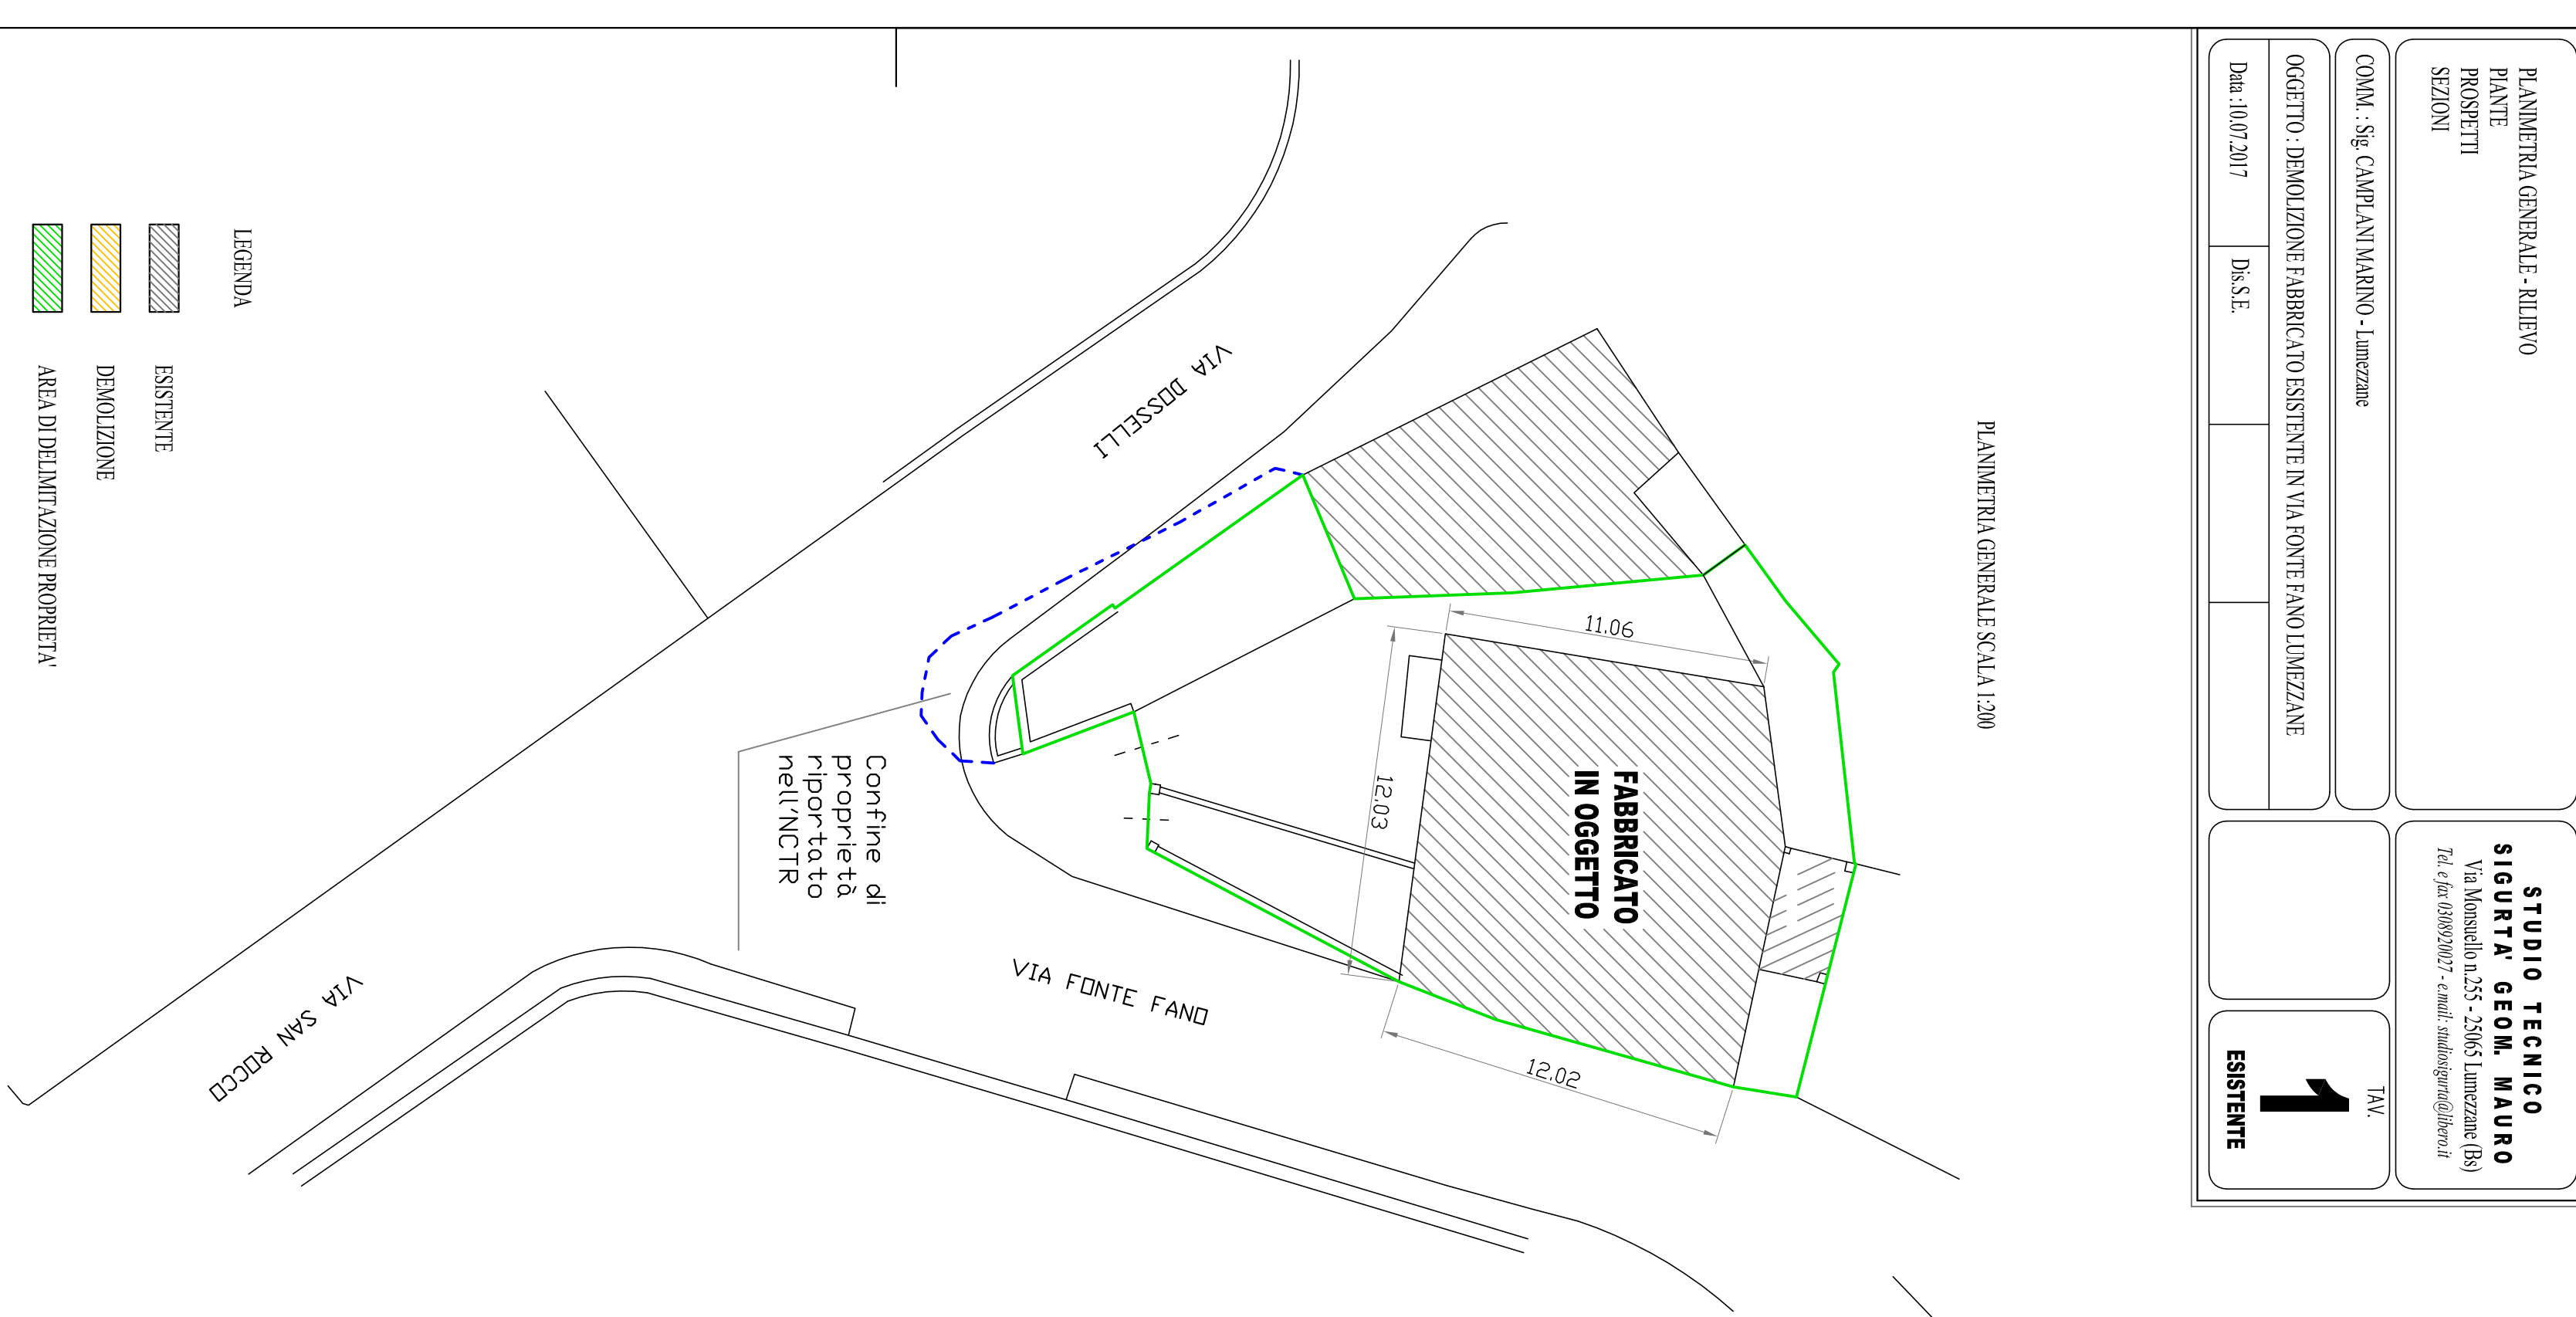 PLANIMETRIA GENERALE - RILIEVO
PIANTE
PROSPETTI
SEZIONI
COMM. : Sig. CAMPLANI MARINO - Lumezzane
OGGETTO : DEMOLIZIONE FABBRICATO ESISTENTE IN VIA FONTE FANO LUMEZZANE
Data :10.07.2017
Dis.S.E.
STUDIO TECNICO
SIGURTA' GEOM. MAURO
Via Monsuello n.255 - 25065 Lumezzane (Bs)
Tel. e fax 0308920027 - e.mail: studiosigurta@libero.it
TAV.
1
ESISTENTE
PLANIMETRIA GENERALE SCALA 1:200
11.06
FABBRICATO
IN OGGETTO
12.03
12.02
VIA DOSSELLI
Confine di
proprietà
riportato
nell'NCTR
VIA FONTE FANO
VIA SAN ROCCO
LEGENDA
ESISTENTE
DEMOLIZIONE
AREA DI DELIMITAZIONE PROPRIETA'